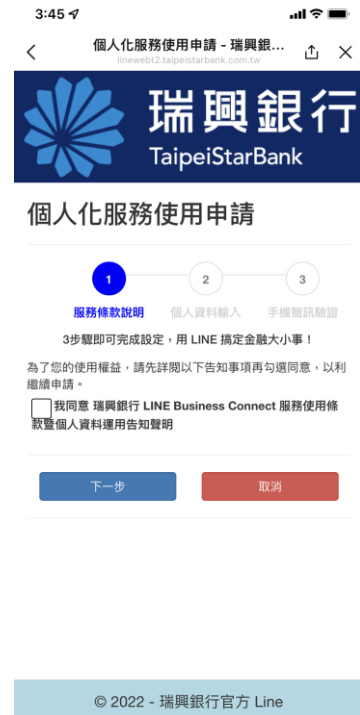 3:45
個人化服務使用申請 - 瑞興銀...
linewebt2.taipeistarbank.com.tw
瑞興銀行
TaipeiStarBank
個人化服務使用申請
1
2
3
服務條款說明
個人資料輸入
手機簡訊驗證
3步驟即可完成設定，用 LINE 搞定金融大小事！
為了您的使用權益，請先詳閱以下告知事項再勾選同意，以利
繼續申請。
我同意 瑞興銀行 LINE Business Connect 服務使用條
款暨個人資料運用告知聲明
下一步
取消
© 2022 - 瑞興銀行官方 Line